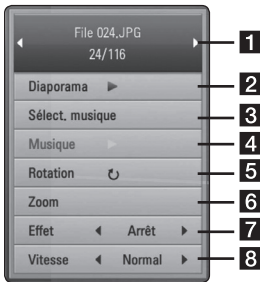 File 024.JPG 1
24/116
Diaporama 2
Sélect. musique 3
Musique 4
Rotation 5
Zoom 6
Effet Arrêt 7
Vitesse Normal 8